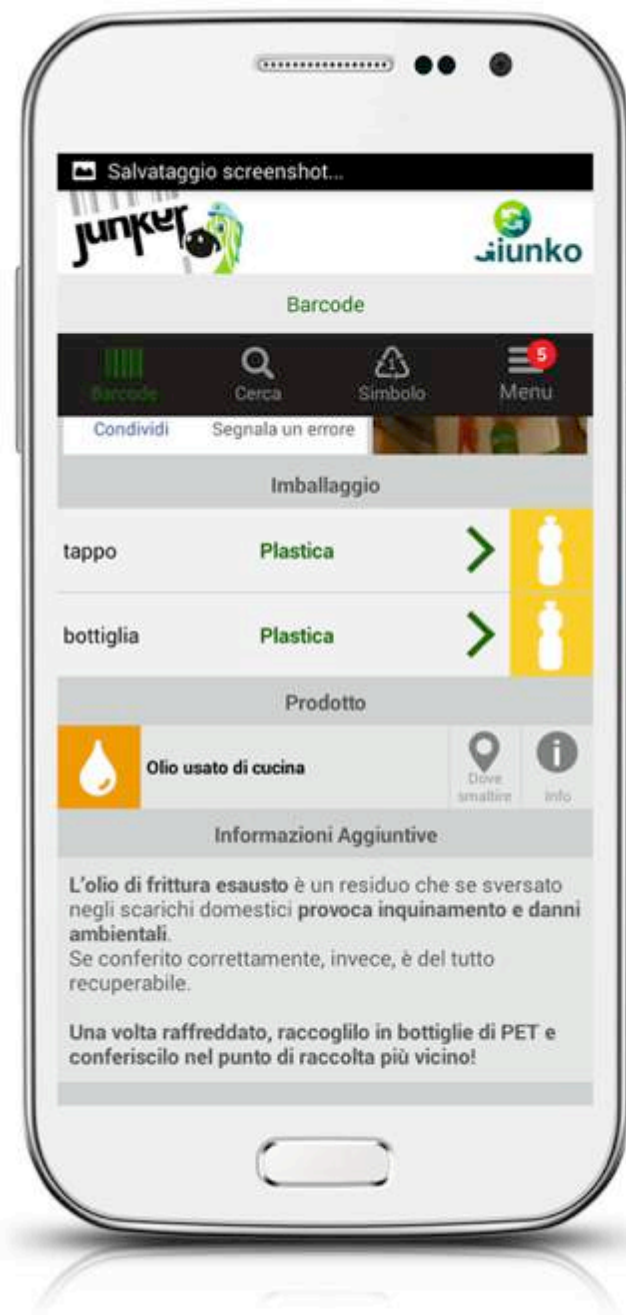 Salvataggio screenshot...
junker
Giunko
Barcode
Barcode Cerca Simbolo Menu
5
Condividi Segnala un errore
Imballaggio
tappo Plastica
bottiglia Plastica
Prodotto
Olio usato di cucina
Dove
smaltire
Info
Informazioni Aggiuntive
L'olio di frittura esausto è un residuo che se sversato
negli scarichi domestici provoca inquinamento e danni
ambientali.
Se conferito correttamente, invece, è del tutto
recuperabile.
Una volta raffreddato, raccoglilo in bottiglie di PET e
conferiscilo nel punto di raccolta più vicino!